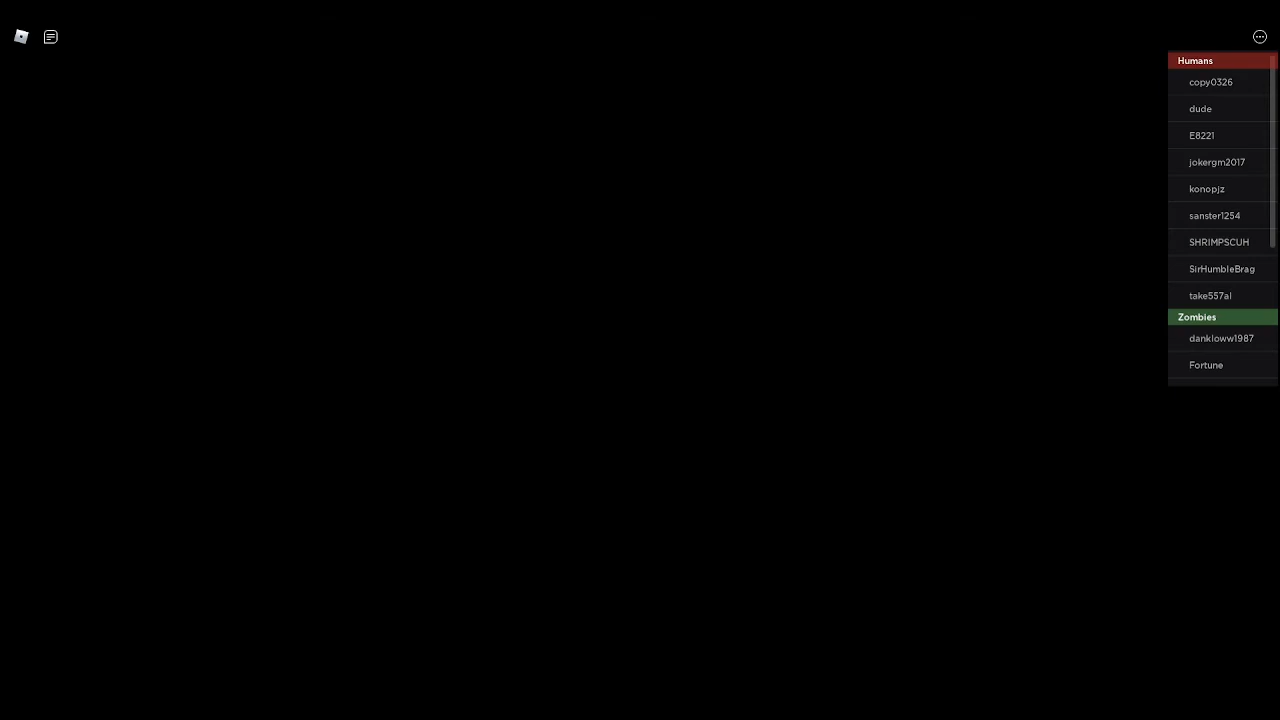 Humans
copy0326
dude
E8221
jokergm2017
konopjz
sanster1254
SHRIMPSCUH
SirHumbleBrag
take557al
Zombies
dankloww1987
Fortune